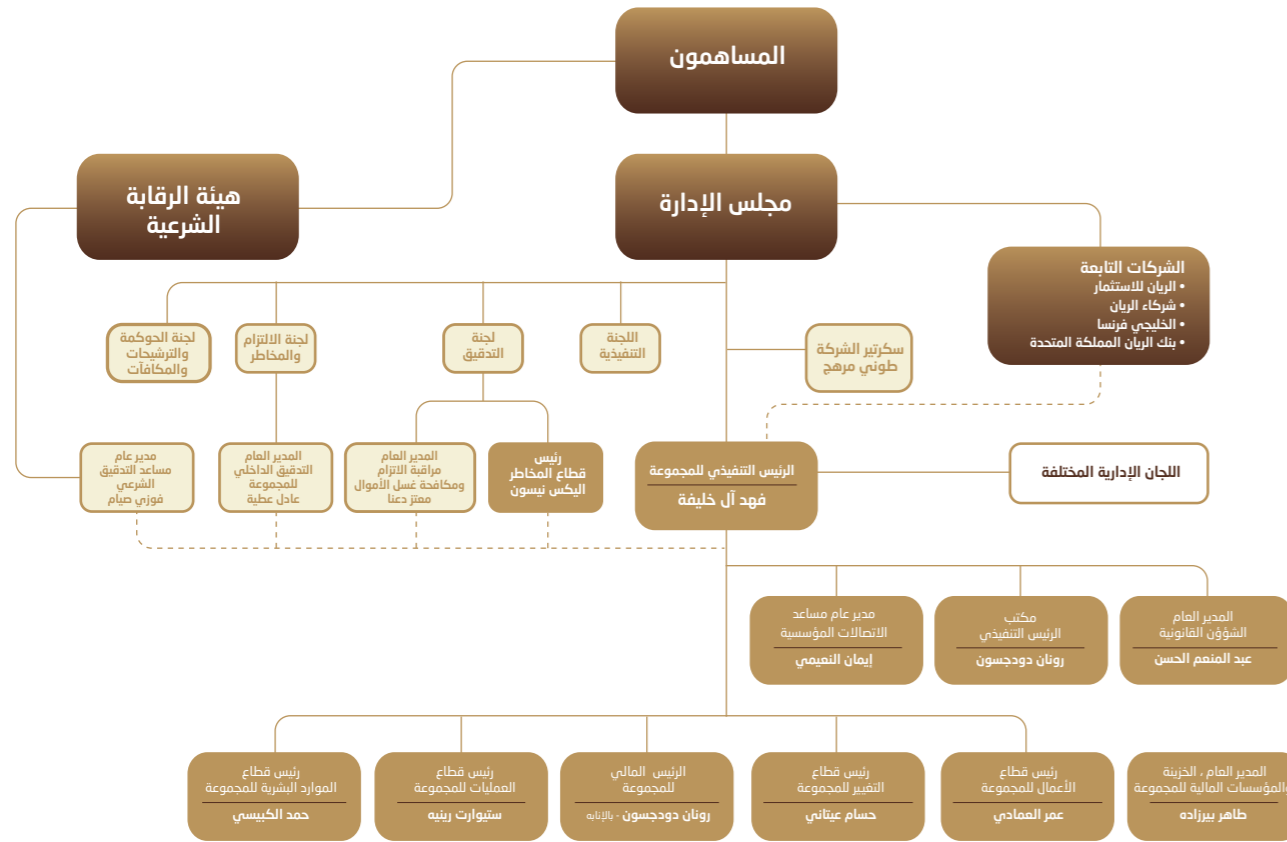 المساهمون
مجلس الإدارة
هيئة الرقابة
الشرعية
الشركات التابعة
• الريان للاستثمار
• شركاء الريان
• الخليجي فرنسا
• بنك الريان المملكة المتحدة
سكرتير الشركة
طوني مرهج
اللجنة
التنفيذية
لجنة
التدقيق
لجنة الالتزام
والمخاطر
لجنة الحوكمة
والترشيحات
والمكافآت
اللجان الإدارية المختلفة
الرئيس التنفيذي للمجموعة
فهد آل خليفة
رئيس
قطاع المخاطر
اليكس نيسون
المدير العام
مراقبة الاتزام
ومكافحة غسل الأموال
معتز دعنا
المدير العام
التدقيق الداخلي
للمجموعة
عادل عطية
مدير عام
مساعد التدقيق
الشرعي
فوزي صيام
المدير العام
الشؤون القانونية
عبد المنعم الحسن
مكتب
الرئيس التنفيذي
رونان دودجسون
مدير عام مساعد
الاتصالات المؤسسية
إيمان النعيمي
المدير العام ، الخزينة
والمؤسسات المالية للمجموعة
طاهر بيرزاده
رئيس قطاع
الأعمال للمجموعة
عمر العمادي
رئيس قطاع
التغيير للمجموعة
حسام عيتاني
الرئيس المالي
للمجموعة
رونان دودجسون - بالإنابه
رئيس قطاع
العمليات للمجموعة
ستيوارت رينيه
رئيس قطاع
الموارد البشرية للمجموعة
حمد الكبيسي